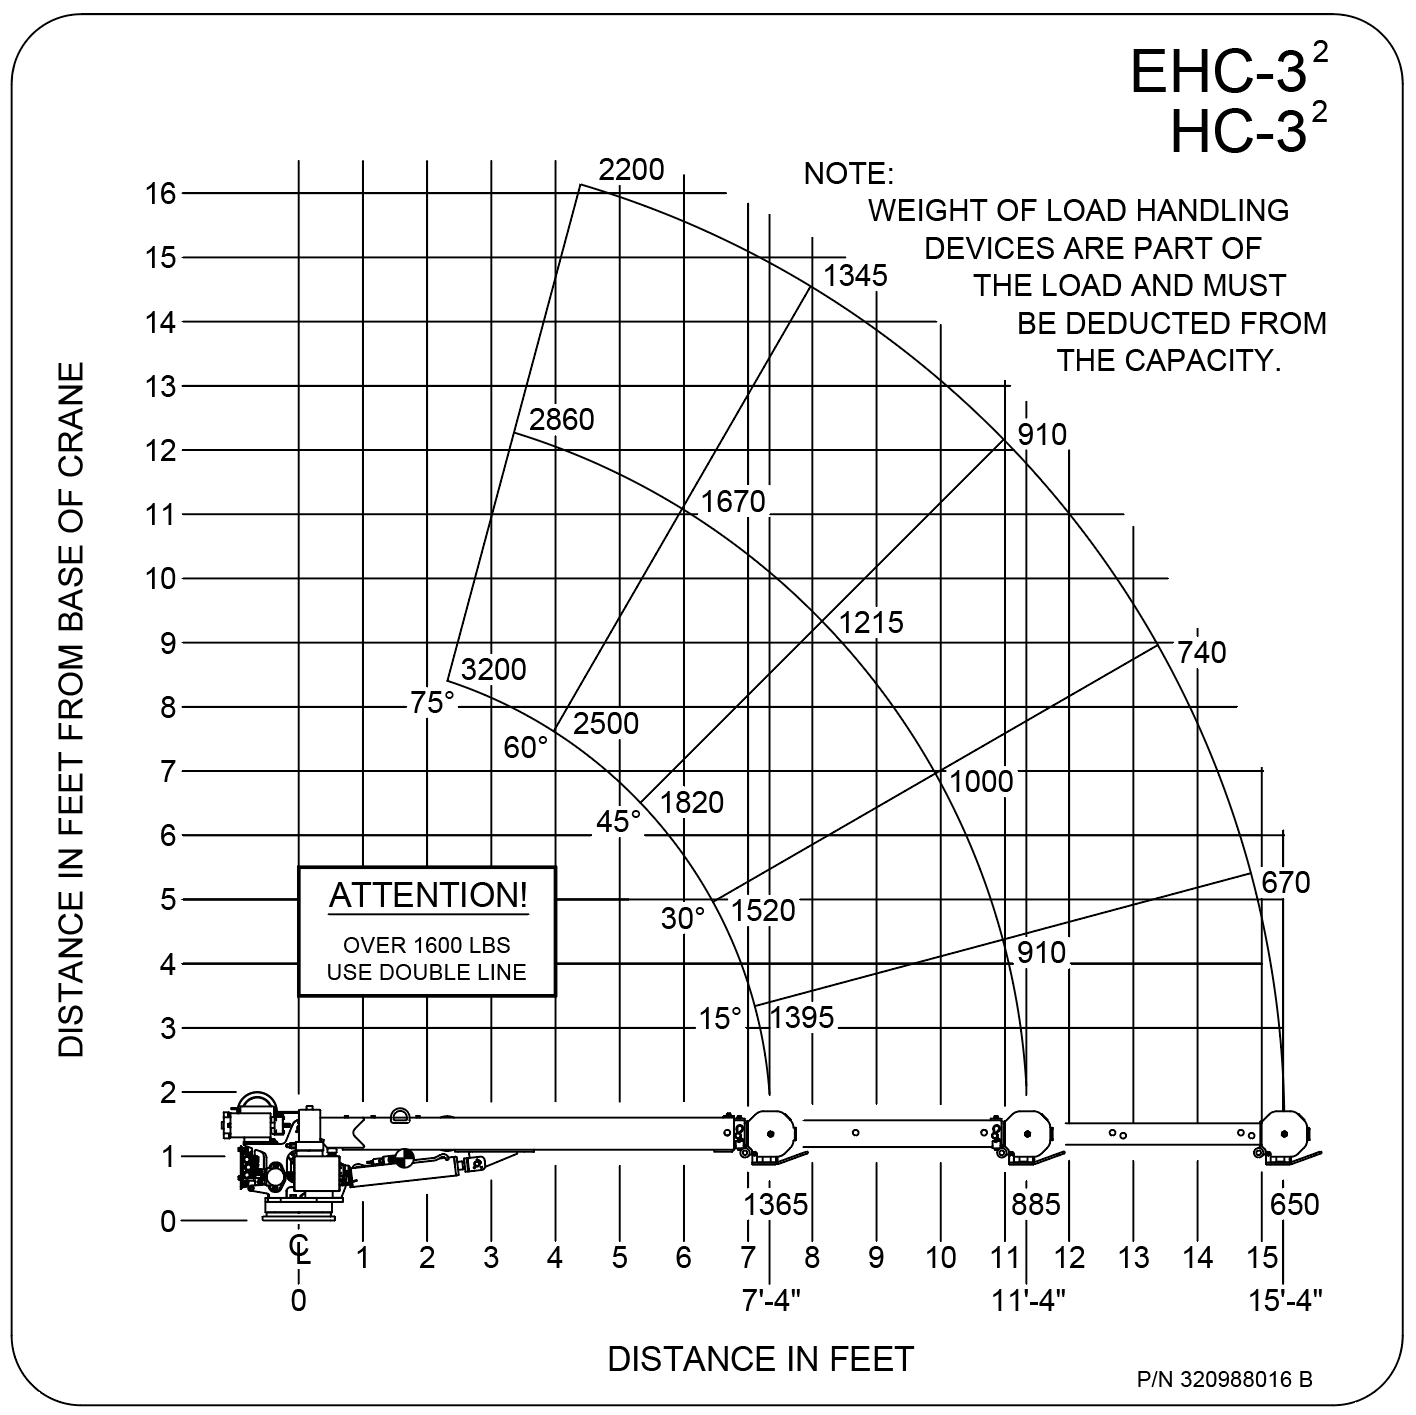 EHC-3²
HC-3²
NOTE:
WEIGHT OF LOAD HANDLING
DEVICES ARE PART OF
THE LOAD AND MUST
BE DEDUCTED FROM
THE CAPACITY.
DISTANCE IN FEET FROM BASE OF CRANE
16
15
14
13
12
11
10
9
8
7
6
5
4
3
2
1
0
2200
1345
910
740
670
2860
1670
1215
1000
910
3200
2500
1820
1520
1395
75°
60°
45°
30°
15°
ATTENTION!
OVER 1600 LBS
USE DOUBLE LINE
1365
885
650
℄ 1 2 3 4 5 6 7 8 9 10 11 12 13 14 15
0 7'-4" 11'-4" 15'-4"
DISTANCE IN FEET
P/N 320988016 B